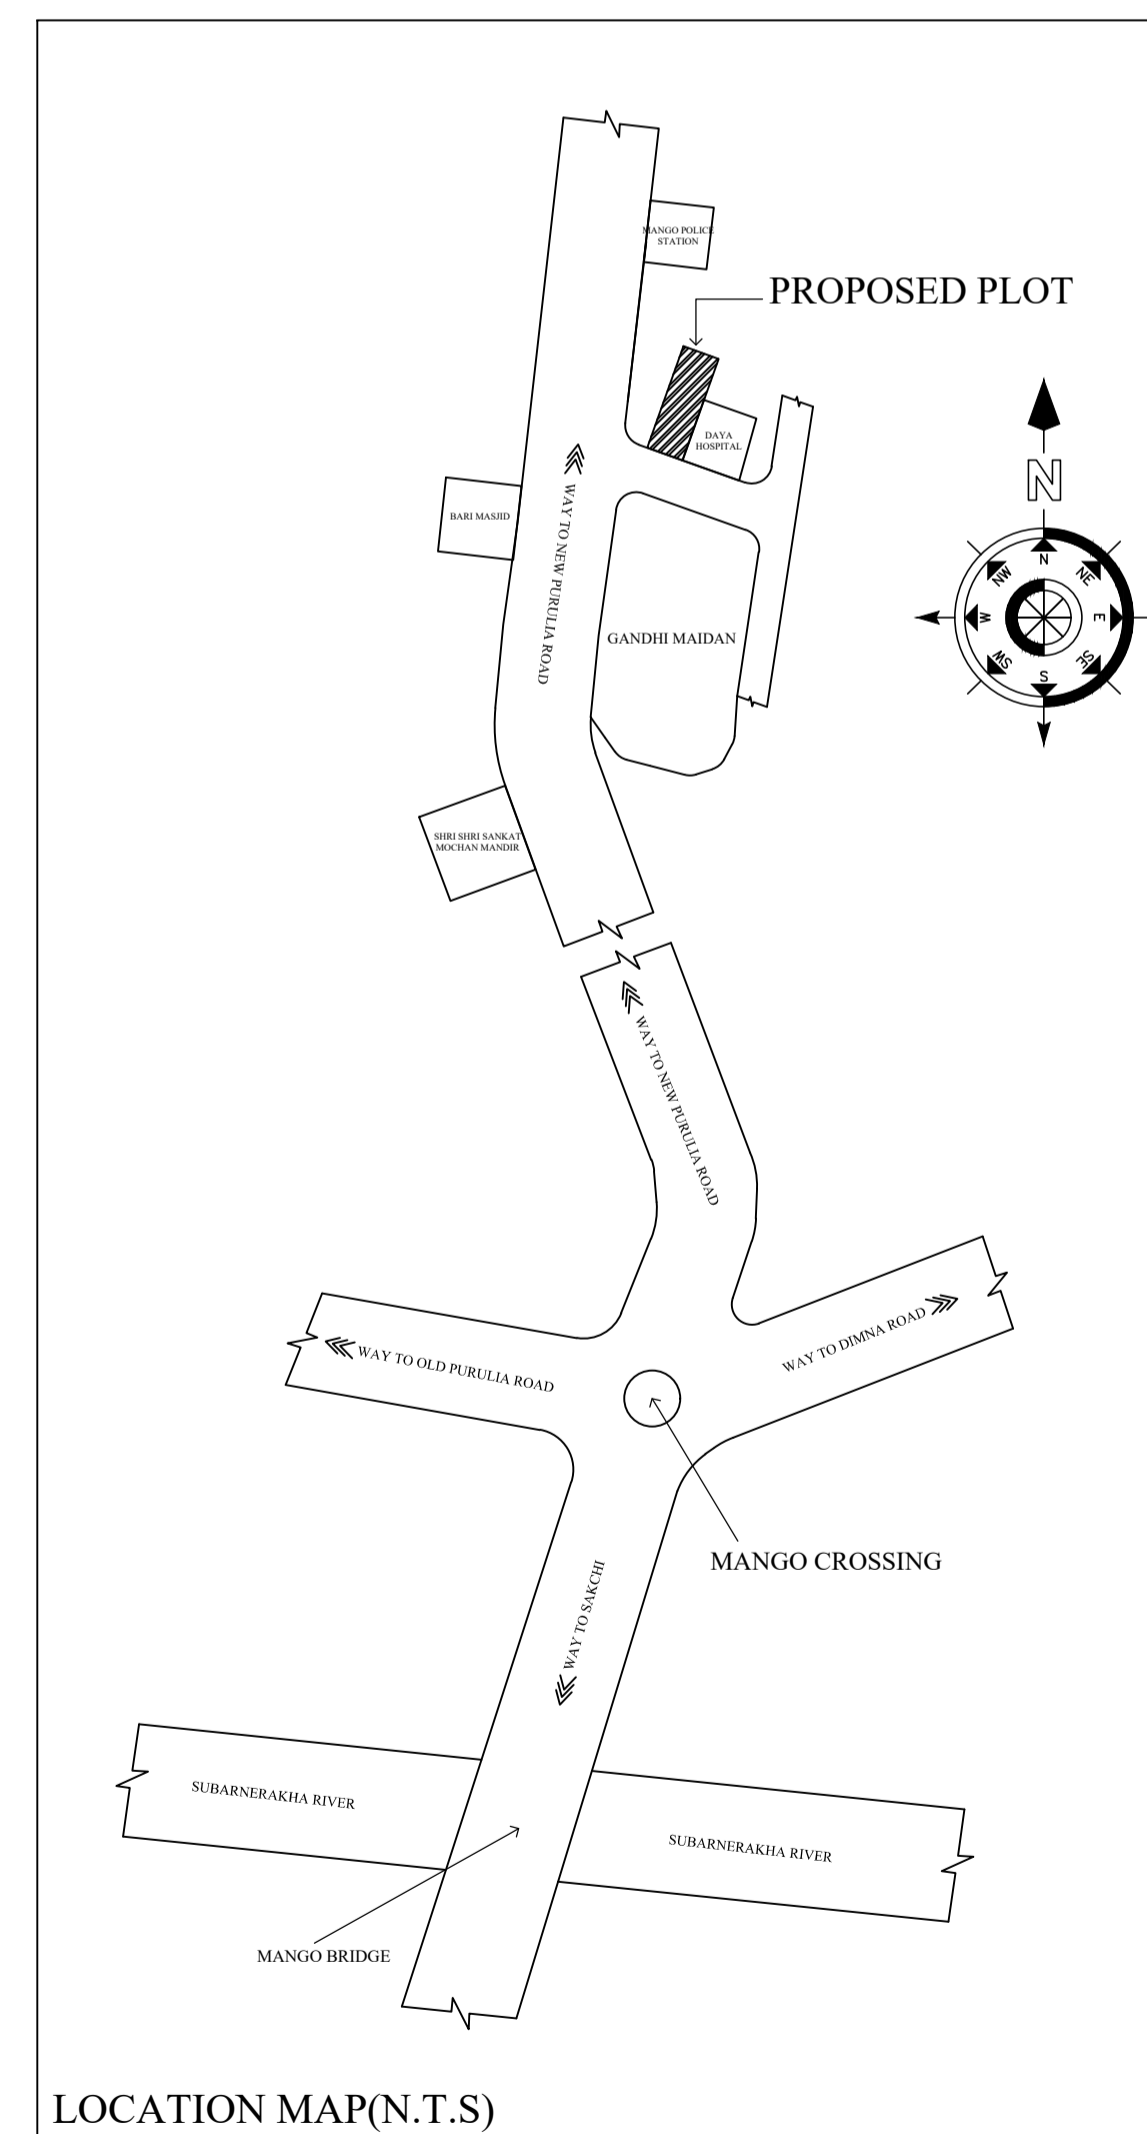 MANGO POLICE
STATION
PROPOSED PLOT
DAYA
HOSPITAL
N
N
NE
E
SE
S
SW
W
NW
BARI MASJID
WAY TO NEW PURULIA ROAD
GANDHI MAIDAN
SHRI SHRI SANKAT
MOCHAN MANDIR
WAY TO NEW PURULIA ROAD
WAY TO DIMNA ROAD
WAY TO OLD PURULIA ROAD
MANGO CROSSING
WAY TO SAKCHI
SUBARNERAKHA RIVER
SUBARNERAKHA RIVER
MANGO BRIDGE
LOCATION MAP(N.T.S)